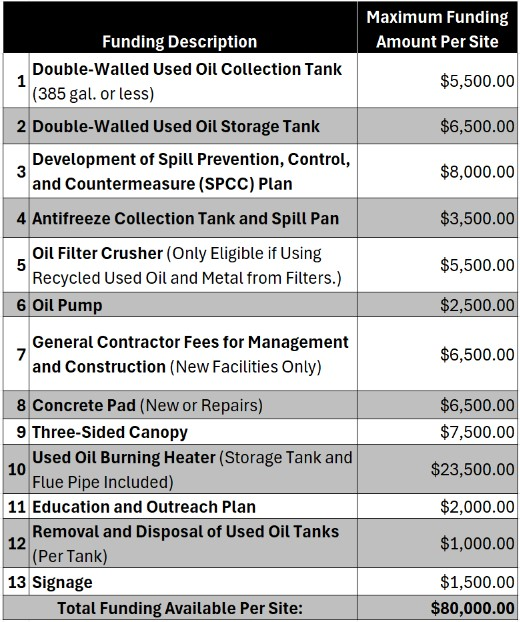 Funding Description
Maximum Funding
Amount Per Site
1 Double-Walled Used Oil Collection Tank
(385 gal. or less)
$5,500.00
2 Double-Walled Used Oil Storage Tank
$6,500.00
3 Development of Spill Prevention, Control,
and Countermeasure (SPCC) Plan
$8,000.00
4 Antifreeze Collection Tank and Spill Pan
$3,500.00
5 Oil Filter Crusher (Only Eligible if Using
Recycled Used Oil and Metal from Filters.)
$5,500.00
6 Oil Pump
$2,500.00
7 General Contractor Fees for Management
and Construction (New Facilities Only)
$6,500.00
8 Concrete Pad (New or Repairs)
$6,500.00
9 Three-Sided Canopy
$7,500.00
10 Used Oil Burning Heater (Storage Tank and
Flue Pipe Included)
$23,500.00
11 Education and Outreach Plan
$2,000.00
12 Removal and Disposal of Used Oil Tanks
(Per Tank)
$1,000.00
13 Signage
$1,500.00
Total Funding Available Per Site:
$80,000.00